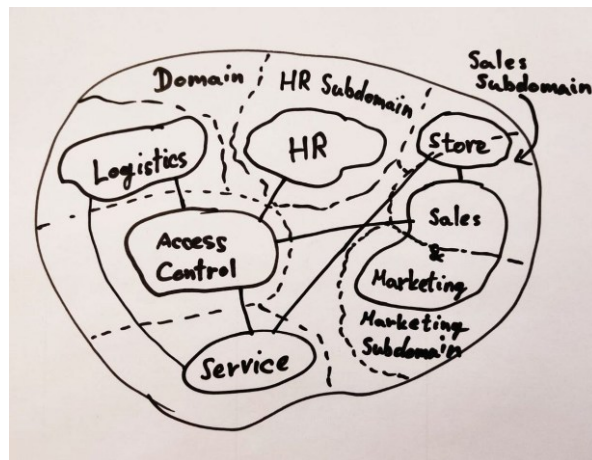 Domain
HR Subdomain
Sales
Subdomain
Logistics
HR
Store
Access
Control
Sales
&
Marketing
Marketing
Subdomain
Service